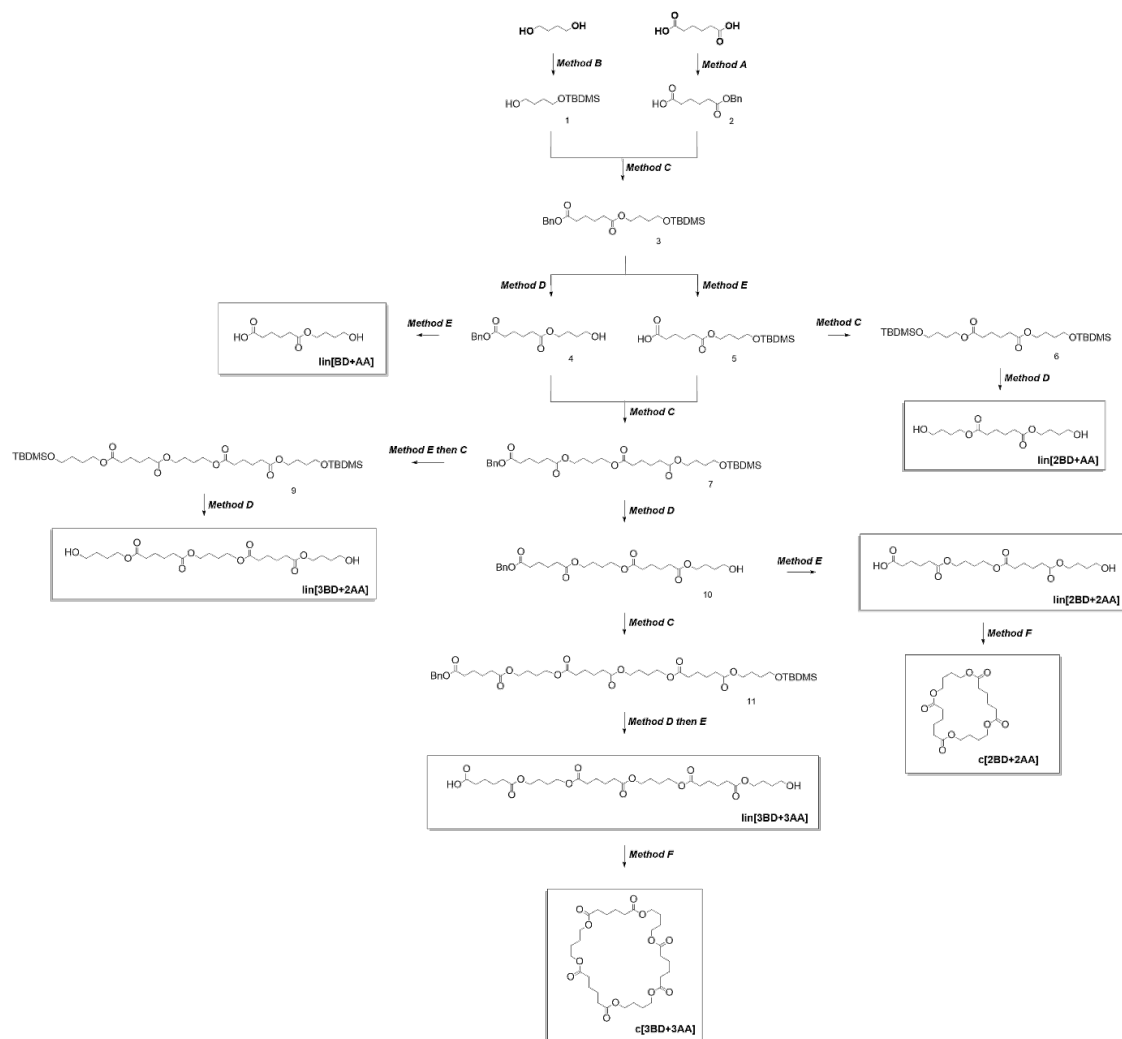 HO OH
HO O OH O
Method B Method A
HO OTBDMS
1
HO O OBn O
2
Method C
O BnO O O OTBDMS
3
Method D Method E
O BnO O O OH
4
O HO O O OTBDMS
5
Method E
O HO O O OH
lin[BD+AA]
Method C
TBDMSO O O O O OTBDMS
6
Method D
HO O O O O OH
lin[2BD+AA]
Method C
O BnO O O O O O O OTBDMS
7
Method E then C
TBDMSO O O O O O O O O OTBDMS
9
Method D
HO O O O O O O O O OH
lin[3BD+2AA]
Method D
O BnO O O O O O O OH
10
Method E
O HO O O O O O O OH
lin[2BD+2AA]
Method F
O O O O O O O O
c[2BD+2AA]
Method C
O BnO O O O O O O O O O O OTBDMS
11
Method D then E
O HO O O O O O O O O O O OH
lin[3BD+3AA]
Method F
O O O O O O O O O O O O
c[3BD+3AA]